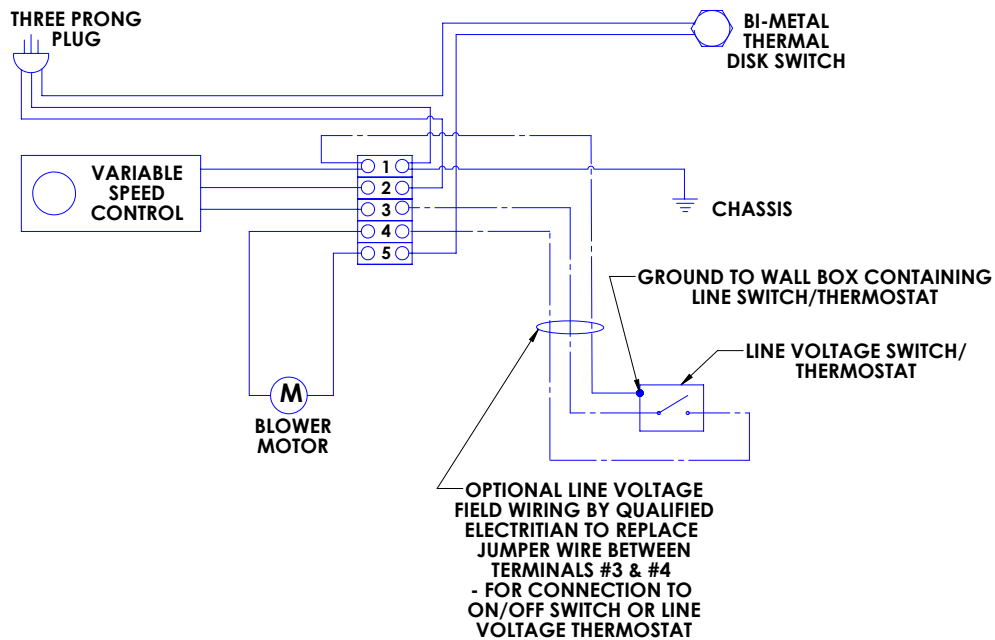 THREE PRONG
PLUG
BI-METAL
THERMAL
DISK SWITCH
VARIABLE
SPEED
CONTROL
1
2
3
4
5
CHASSIS
GROUND TO WALL BOX CONTAINING
LINE SWITCH/THERMOSTAT
LINE VOLTAGE SWITCH/
THERMOSTAT
M
BLOWER
MOTOR
OPTIONAL LINE VOLTAGE
FIELD WIRING BY QUALIFIED
ELECTRITIAN TO REPLACE
JUMPER WIRE BETWEEN
TERMINALS #3 & #4
- FOR CONNECTION TO
ON/OFF SWITCH OR LINE
VOLTAGE THERMOSTAT